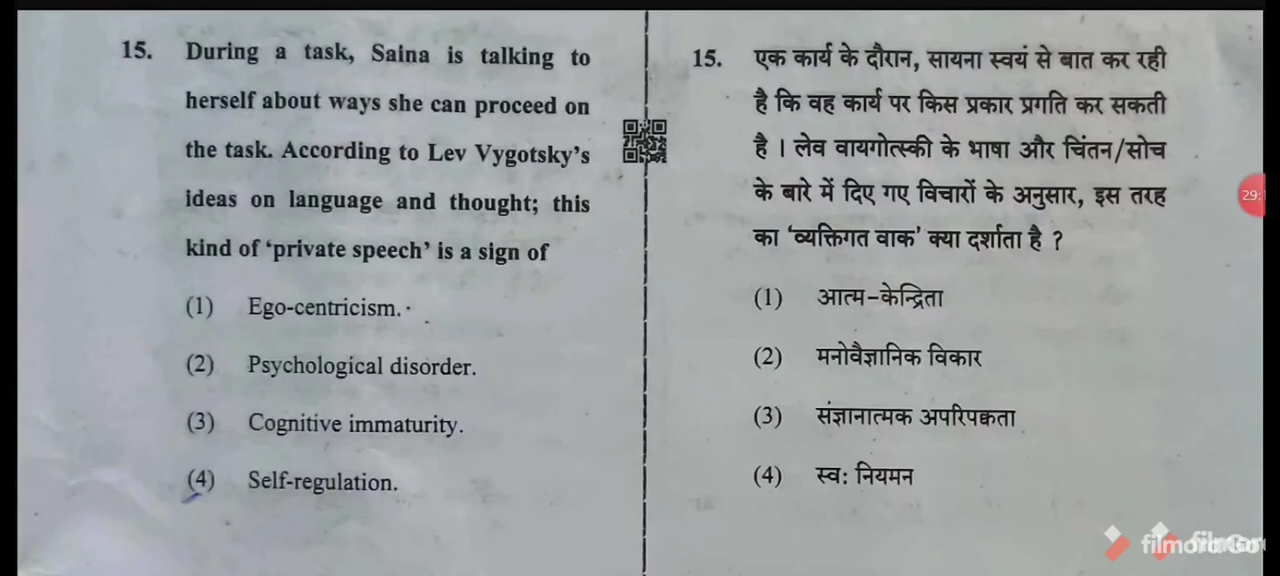 15. During a task, Saina is talking to
herself about ways she can proceed on
the task. According to Lev Vygotsky's
ideas on language and thought; this
kind of 'private speech' is a sign of
(1) Ego-centricism.
(2) Psychological disorder.
(3) Cognitive immaturity.
(4) Self-regulation.
15. एक कार्य के दौरान, सायना स्वयं से बात कर रही
है कि वह कार्य पर किस प्रकार प्रगति कर सकती
है । लेव वायगोत्स्की के भाषा और चिंतन/सोच
के बारे में दिए गए विचारों के अनुसार, इस तरह
का 'व्यक्तिगत वाक' क्या दर्शाता है ?
(1) आत्म-केन्द्रिता
(2) मनोवैज्ञानिक विकार
(3) संज्ञानात्मक अपरिपक्वता
(4) स्व: नियमन
29:
filmora Go